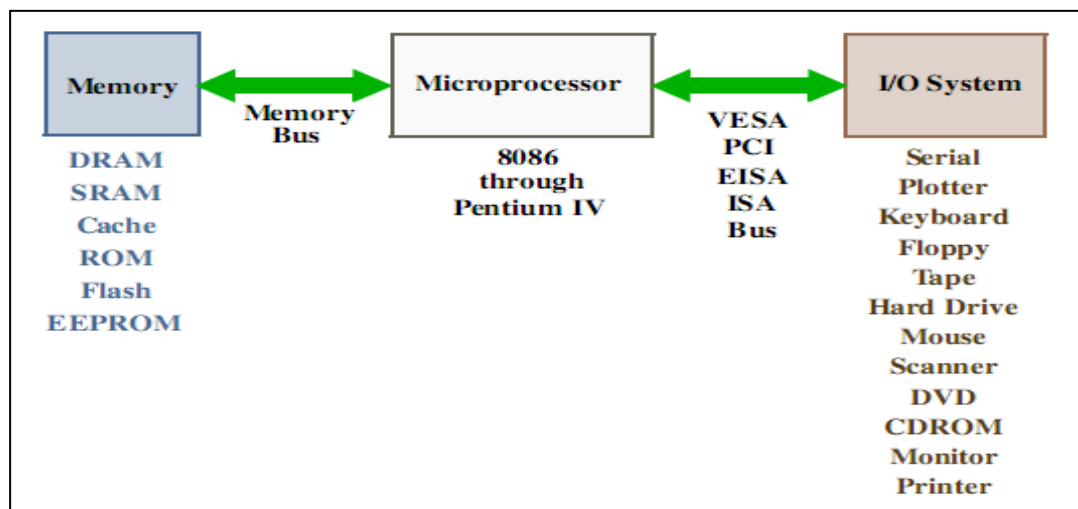 Memory
Memory
Bus
DRAM
SRAM
Cache
ROM
Flash
EEPROM
Microprocessor
8086
through
Pentium IV
VESA
PCI
EISA
ISA
Bus
I/O System
Serial
Plotter
Keyboard
Floppy
Tape
Hard Drive
Mouse
Scanner
DVD
CDROM
Monitor
Printer